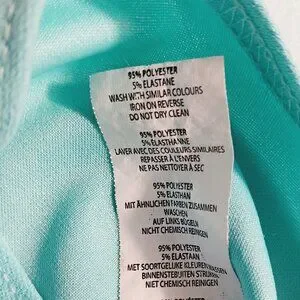 95% POLYESTER
5% ELASTANE
WASH WITH SIMILAR COLOURS
IRON ON REVERSE
DO NOT DRY CLEAN
95% POLYESTER
5% ELASTHANNE
LAVER AVEC DES COULEURS SIMILAIRES
REPASSER À L'ENVERS
NE PAS NETTOYER À SEC
95% POLYESTER
5% ELASTHAN
MIT ÄHNLICHEN FARBEN ZUSAMMEN
WASCHEN
AUF LINKS BÜGELN
NICHT CHEMISCH REINIGEN
95% POLYESTER
5% ELASTAAN
MET SOORTGELIJKE KLEUREN WASSEN
BINNENSTEBUITEN STRIJKEN
NIET CHEMISCH REINIGEN